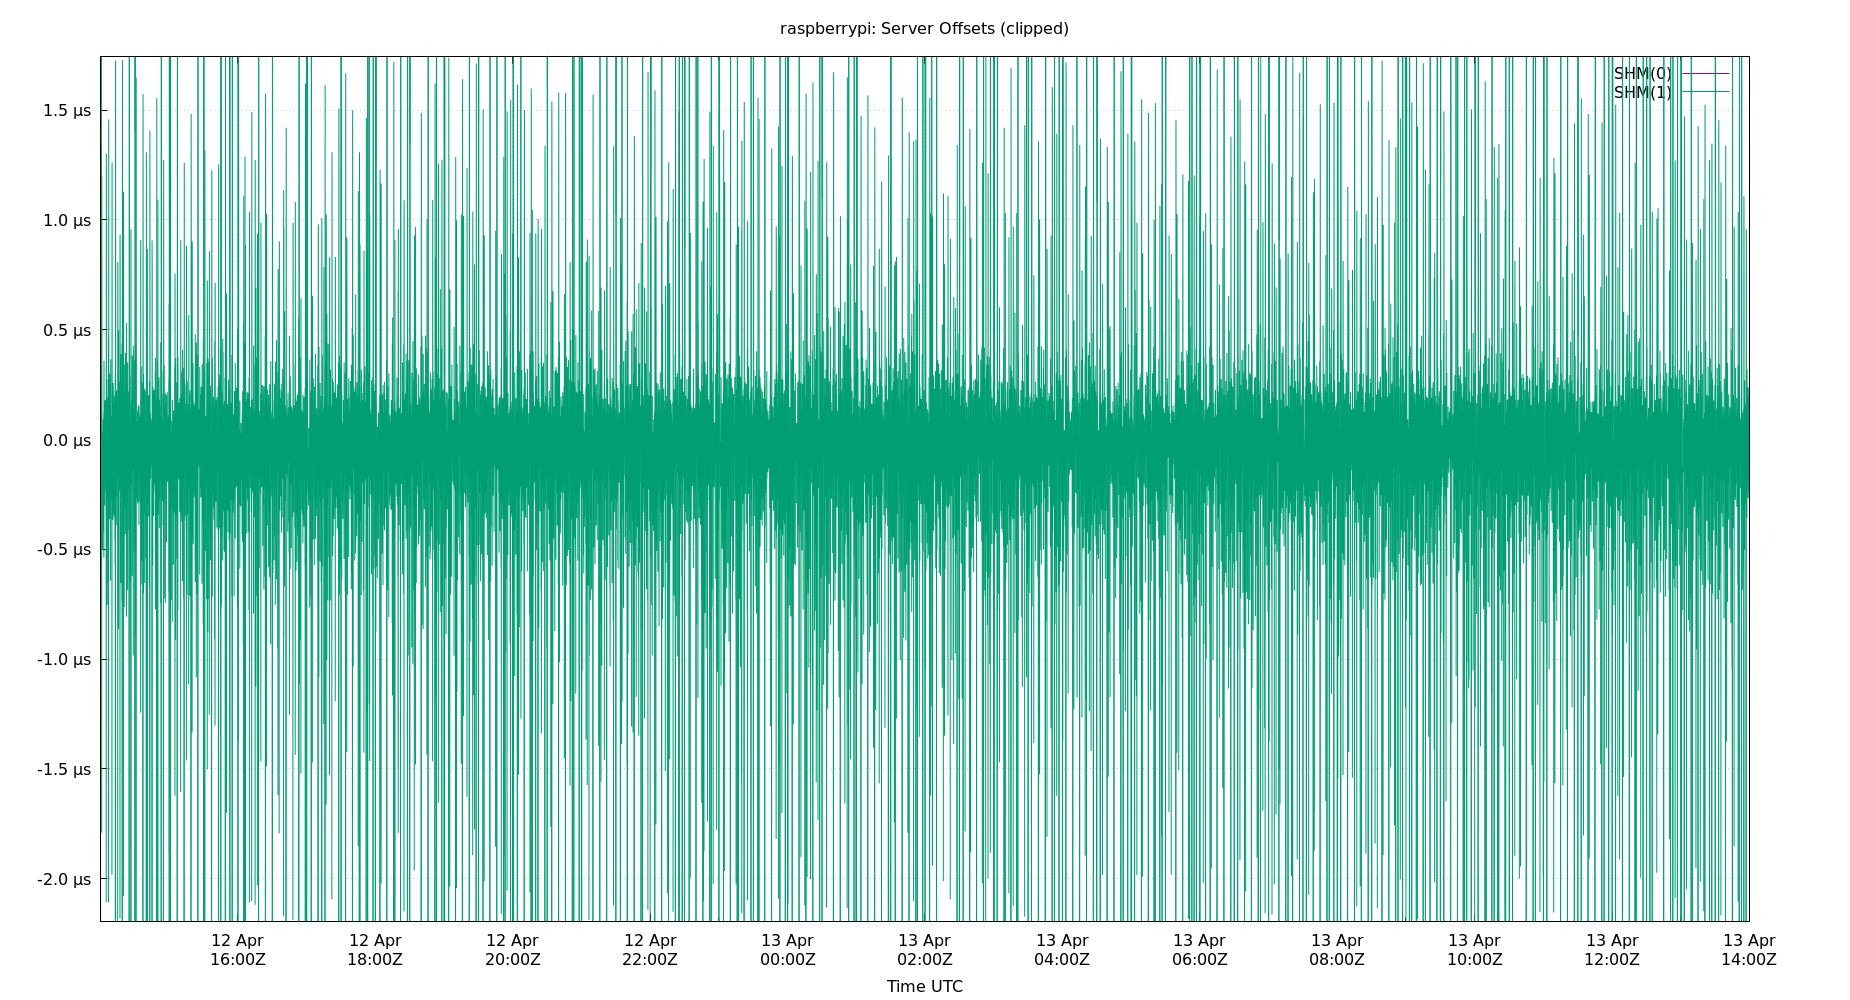 raspberrypi: Server Offsets (clipped)
SHM(0)
SHM(1)
1.5 µs
1.0 µs
0.5 µs
0.0 µs
-0.5 µs
-1.0 µs
-1.5 µs
-2.0 µs
12 Apr 12 Apr 12 Apr 12 Apr 13 Apr 13 Apr 13 Apr 13 Apr 13 Apr 13 Apr 13 Apr 13 Apr
16:00Z 18:00Z 20:00Z 22:00Z 00:00Z 02:00Z 04:00Z 06:00Z 08:00Z 10:00Z 12:00Z 14:00Z
Time UTC